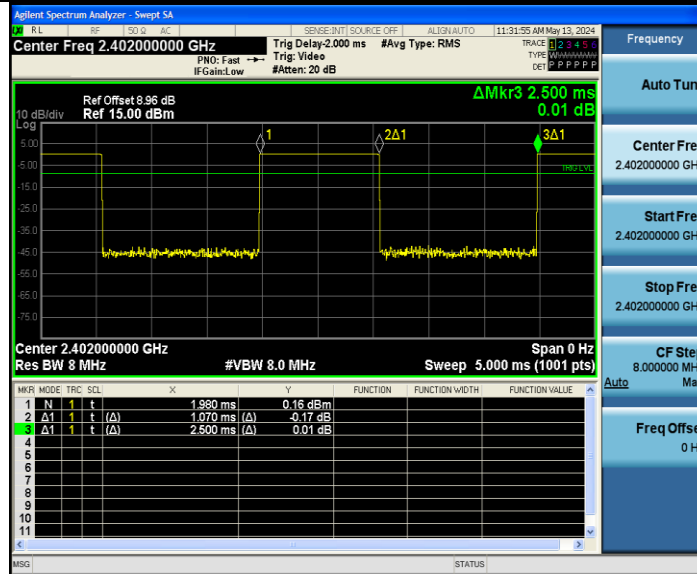 Agilent Spectrum Analyzer - Swept SA
RL RF 50 Ω AC SENSE:INT SOURCE OFF ALIGN AUTO 11:31:55 AM May 13, 2024
Center Freq 2.402000000 GHz
PNO: Fast
IFGain:Low
Trig Delay-2.000 ms
Trig: Video
#Atten: 20 dB
#Avg Type: RMS
TRACE 1 2 3 4 5 6
TYPE
DET P P P P P P
Ref Offset 8.96 dB
10 dB/div Ref 15.00 dBm
ΔMkr3 2.500 ms
0.01 dB
Log
5.00
-5.00
-15.0
-25.0
-35.0
-45.0
-55.0
-65.0
-75.0
1
2Δ1
3Δ1
TRIG LVL
Center 2.402000000 GHz Span 0 Hz
Res BW 8 MHz #VBW 8.0 MHz Sweep 5.000 ms (1001 pts)
MKR MODE TRC SCL X Y FUNCTION FUNCTION WIDTH FUNCTION VALUE
1 N 1 t 1.980 ms 0.16 dBm
2 Δ1 1 t (Δ) 1.070 ms (Δ) -0.17 dB
3 Δ1 1 t (Δ) 2.500 ms (Δ) 0.01 dB
4
5
6
7
8
9
10
11
MSG STATUS
Frequency
Auto Tun
Center Fre
2.402000000 GH
Start Fre
2.402000000 GH
Stop Fre
2.402000000 GH
CF Ste
8.000000 MH
Auto Ma
Freq Offse
0 H